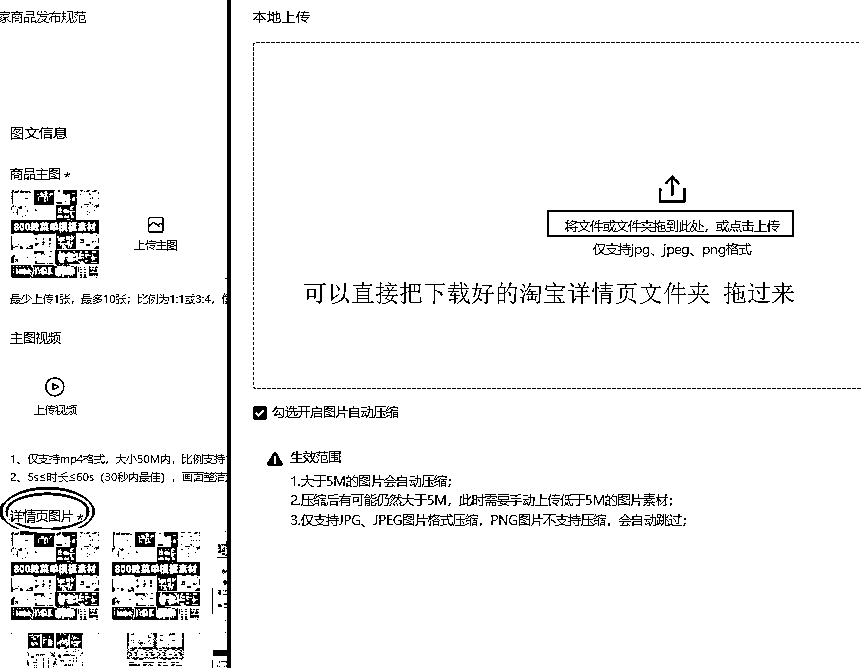 家商品发布规范
图文信息
商品主图 *
800款菜单模板素材
上传主图
最少上传1张，最多10张；比例为1:1或3:4，
主图视频
上传视频
1、仅支持mp4格式，大小50M内，比例支持
2、5s≤时长≤60s（30秒内最佳），画面整洁
详情页图片 *
800款菜单模板素材
800款菜单模板素材
本地上传
将文件或文件夹拖到此处，或点击上传
仅支持jpg、jpeg、png格式
可以直接把下载好的淘宝详情页文件夹 拖过来
勾选开启图片自动压缩
生效范围
1.大于5M的图片会自动压缩；
2.压缩后有可能仍然大于5M，此时需要手动上传低于5M的图片素材；
3.仅支持JPG、JPEG图片格式压缩，PNG图片不支持压缩，会自动跳过；